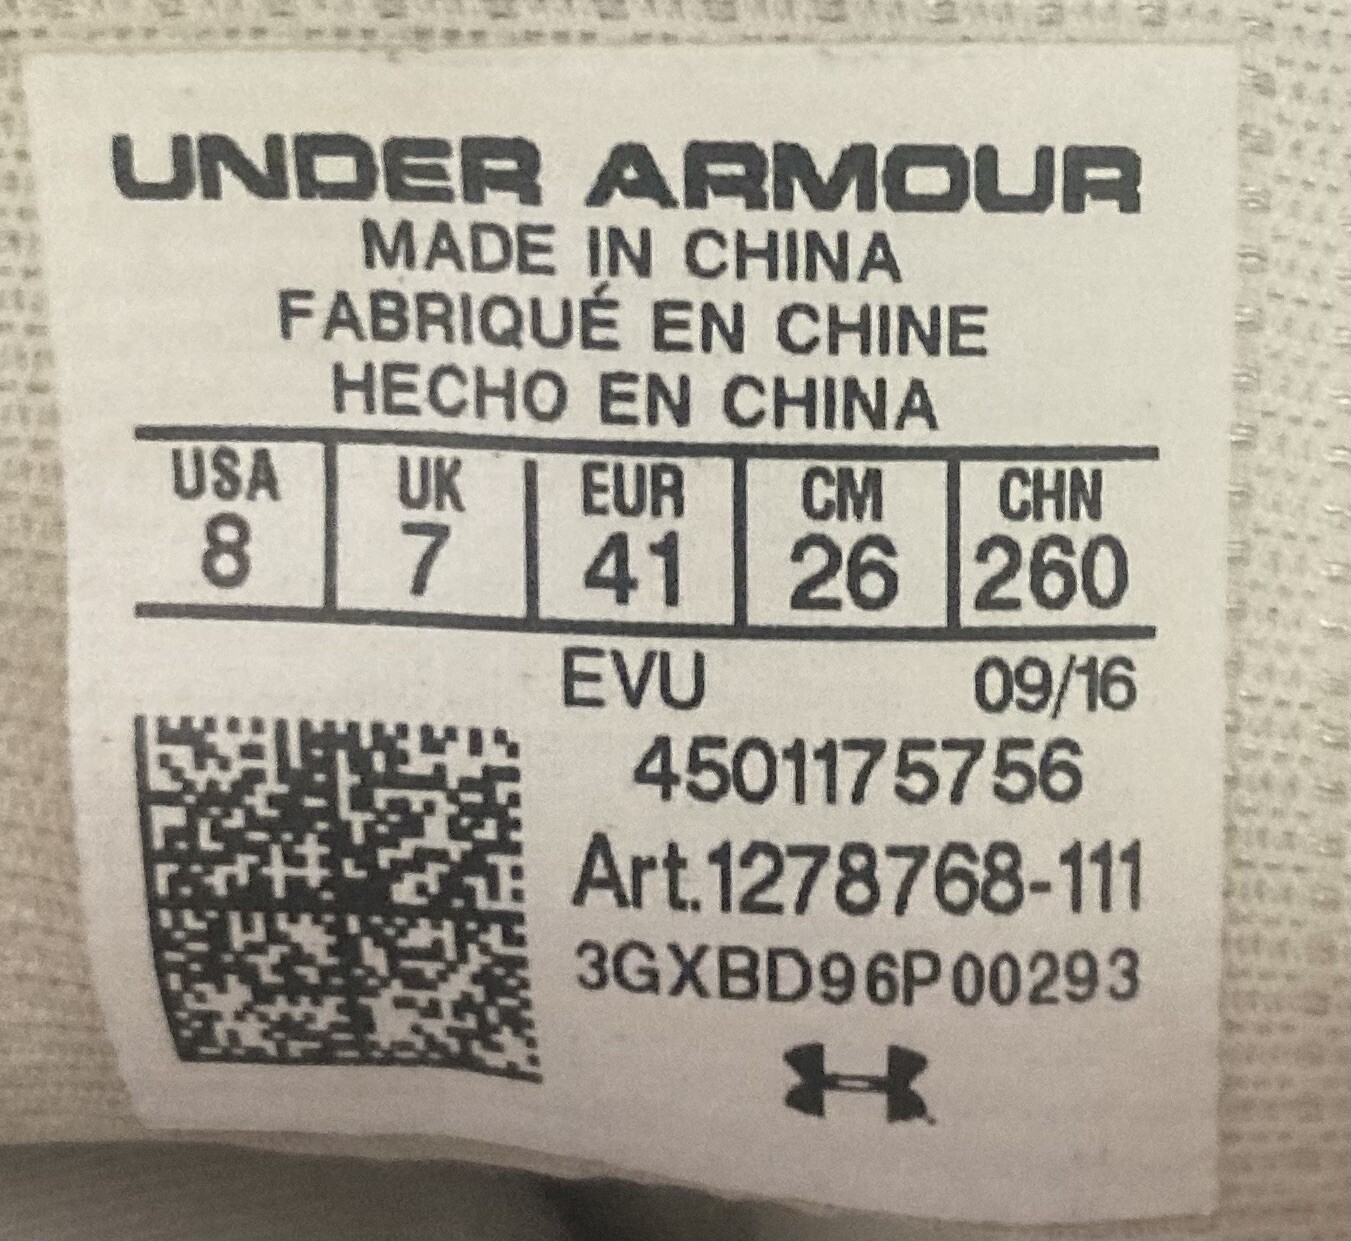 UNDER ARMOUR
MADE IN CHINA
FABRIQUÉ EN CHINE
HECHO EN CHINA
USA UK EUR CM CHN
8 7 41 26 260
EVU 09/16
4501175756
Art.1278768-111
3GXBD96P00293